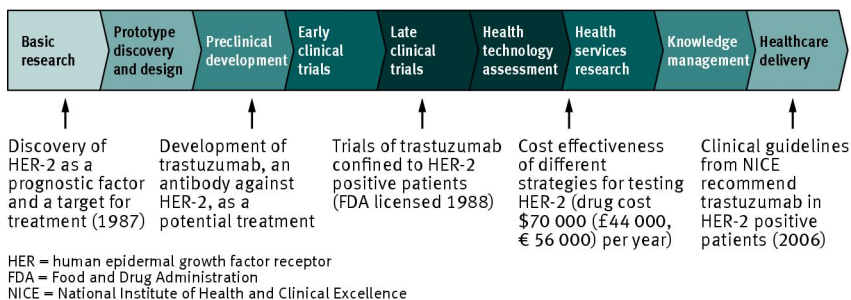 Basic
research
Prototype
discovery
and design
Preclinical
development
Early
clinical
trials
Late
clinical
trials
Health
technology
assessment
Health
services
research
Knowledge
management
Healthcare
delivery
Discovery of
HER-2 as a
prognostic factor
and a target for
treatment (1987)
Development of
trastuzumab, an
antibody against
HER-2, as a
potential treatment
Trials of trastuzumab
confined to HER-2
positive patients
(FDA licensed 1988)
Cost effectiveness
of different
strategies for testing
HER-2 (drug cost
$70 000 (£44 000,
€ 56 000) per year)
Clinical guidelines
from NICE
recommend
trastuzumab in
HER-2 positive
patients (2006)
HER = human epidermal growth factor receptor
FDA = Food and Drug Administration
NICE = National Institute of Health and Clinical Excellence